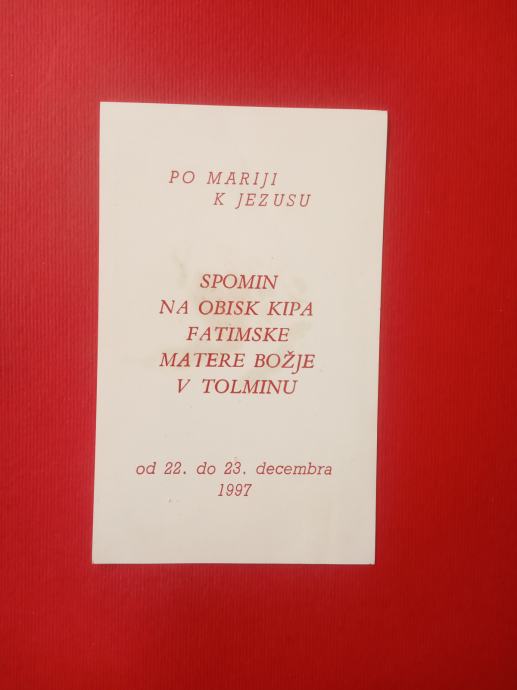 PO MARIJI
K JEZUSU
SPOMIN
NA OBISK KIPA
FATIMSKE
MATERE BOŽJE
V TOLMINU
od 22. do 23. decembra
1997